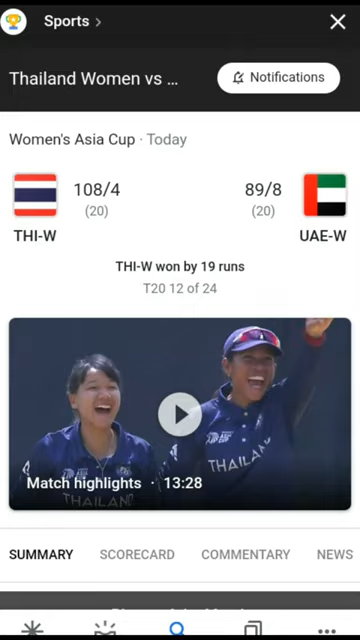 Sports
Thailand Women vs ...
Notifications
Women's Asia Cup · Today
108/4
89/8
(20)
(20)
THI-W
UAE-W
THI-W won by 19 runs
T20 12 of 24
THAILAND
THAILAND
Match highlights · 13:28
SUMMARY
SCORECARD
COMMENTARY
NEWS